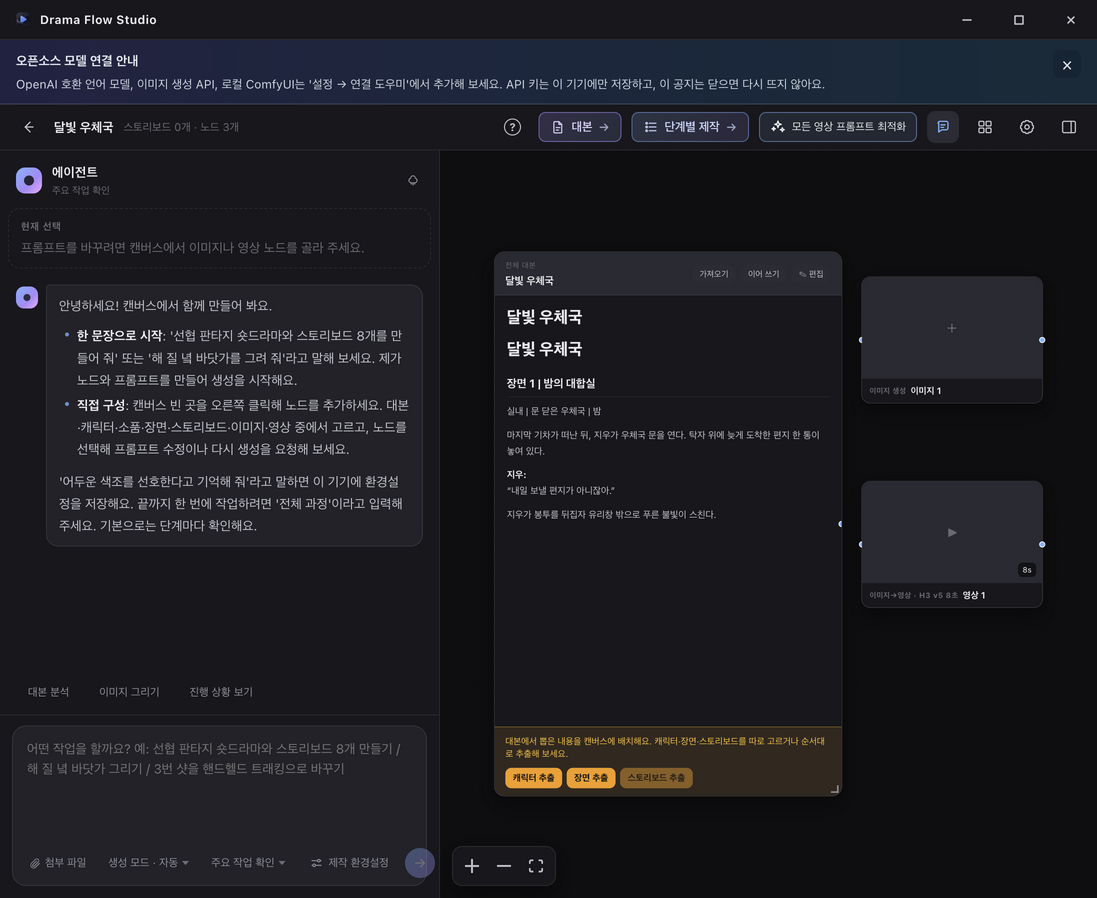 Drama Flow Studio
오픈소스 모델 연결 안내
OpenAI 호환 언어 모델, 이미지 생성 API, 로컬 ComfyUI는 '설정 → 연결 도우미'에서 추가해 보세요. API 키는 이 기기에만 저장하고, 이 공지는 닫으면 다시 뜨지 않아요.
달빛 우체국 스토리보드 0개 · 노드 3개
대본 →
단계별 제작 →
모든 영상 프롬프트 최적화
에이전트
주요 작업 확인
현재 선택
프롬프트를 바꾸려면 캔버스에서 이미지나 영상 노드를 골라 주세요.
안녕하세요! 캔버스에서 함께 만들어 봐요.
• 한 문장으로 시작: '선협 판타지 숏드라마와 스토리보드 8개를 만
들어 줘' 또는 '해 질 녘 바닷가를 그려 줘'라고 말해 보세요. 제가
노드와 프롬프트를 만들어 생성을 시작해요.
• 직접 구성: 캔버스 빈 곳을 오른쪽 클릭해 노드를 추가하세요. 대본
·캐릭터·소품·장면·스토리보드·이미지·영상 중에서 고르고, 노드를
선택해 프롬프트 수정이나 다시 생성을 요청해 보세요.
'어두운 색조를 선호한다고 기억해 줘'라고 말하면 이 기기에 환경설
정을 저장해요. 끝까지 한 번에 작업하려면 '전체 과정'이라고 입력해
주세요. 기본으로는 단계마다 확인해요.
대본 분석 이미지 그리기 진행 상황 보기
어떤 작업을 할까요? 예: 선협 판타지 숏드라마와 스토리보드 8개 만들기 /
해 질 녘 바닷가 그리기 / 3번 샷을 핸드헬드 트래킹으로 바꾸기
첨부 파일 생성 모드 · 자동 주요 작업 확인 제작 환경설정
전체 대본
달빛 우체국
가져오기 이어 쓰기 편집
달빛 우체국
달빛 우체국
장면 1 | 밤의 대합실
실내 | 문 닫은 우체국 | 밤
마지막 기차가 떠난 뒤, 지우가 우체국 문을 연다. 탁자 위에 늦게 도착한 편지 한 통이
놓여 있다.
지우:
“내일 보낼 편지가 아니잖아.”
지우가 봉투를 뒤집자 유리창 밖으로 푸른 불빛이 스친다.
대본에서 뽑은 내용을 캔버스에 배치해요. 캐릭터·장면·스토리보드를 따로 고르거나 순서대
로 추출해 보세요.
캐릭터 추출 장면 추출 스토리보드 추출
이미지 생성 이미지 1
8s
이미지→영상 · H3 v5 8초 영상 1